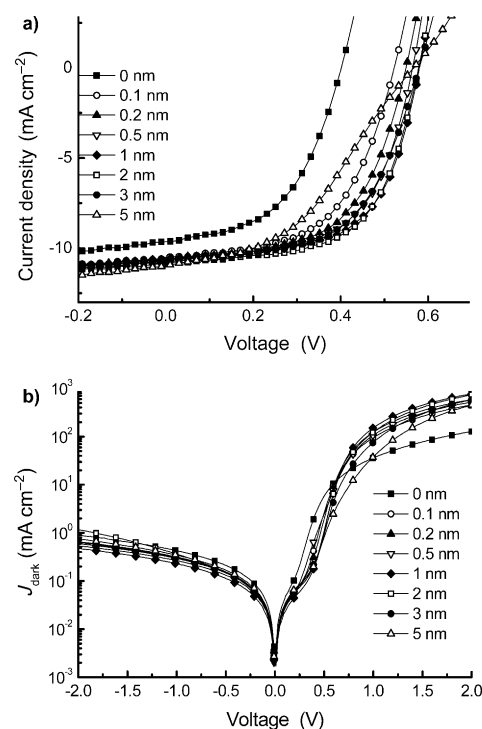 a)
0 nm
0.1 nm
0.2 nm
0.5 nm
1 nm
2 nm
3 nm
5 nm
Current density (mA cm⁻²)
0
-5
-10
-0.2 0.0 0.2 0.4 0.6
Voltage (V)
b)
J_dark (mA cm⁻²)
10³
10²
10¹
10⁰
10⁻¹
10⁻²
10⁻³
0 nm
0.1 nm
0.2 nm
0.5 nm
1 nm
2 nm
3 nm
5 nm
-2.0 -1.5 -1.0 -0.5 0.0 0.5 1.0 1.5 2.0
Voltage (V)